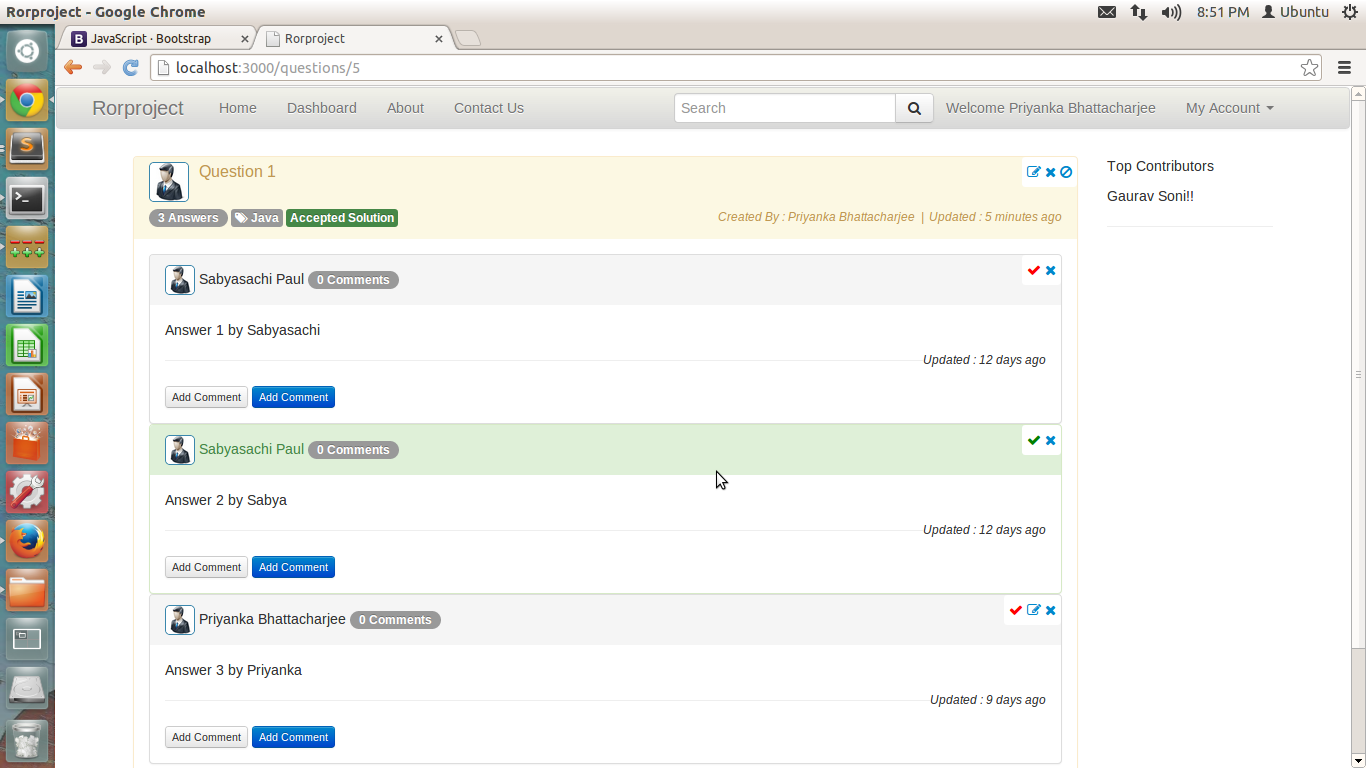 Rorproject - Google Chrome
8:51 PM Ubuntu
JavaScript · Bootstrap
Rorproject
localhost:3000/questions/5
Rorproject Home Dashboard About Contact Us Search Welcome Priyanka Bhattacharjee My Account
Question 1
3 Answers Java Accepted Solution
Created By : Priyanka Bhattacharjee | Updated : 5 minutes ago
Top Contributors
Gaurav Soni!!
Sabyasachi Paul 0 Comments
Answer 1 by Sabyasachi
Updated : 12 days ago
Add Comment Add Comment
Sabyasachi Paul 0 Comments
Answer 2 by Sabya
Updated : 12 days ago
Add Comment Add Comment
Priyanka Bhattacharjee 0 Comments
Answer 3 by Priyanka
Updated : 9 days ago
Add Comment Add Comment